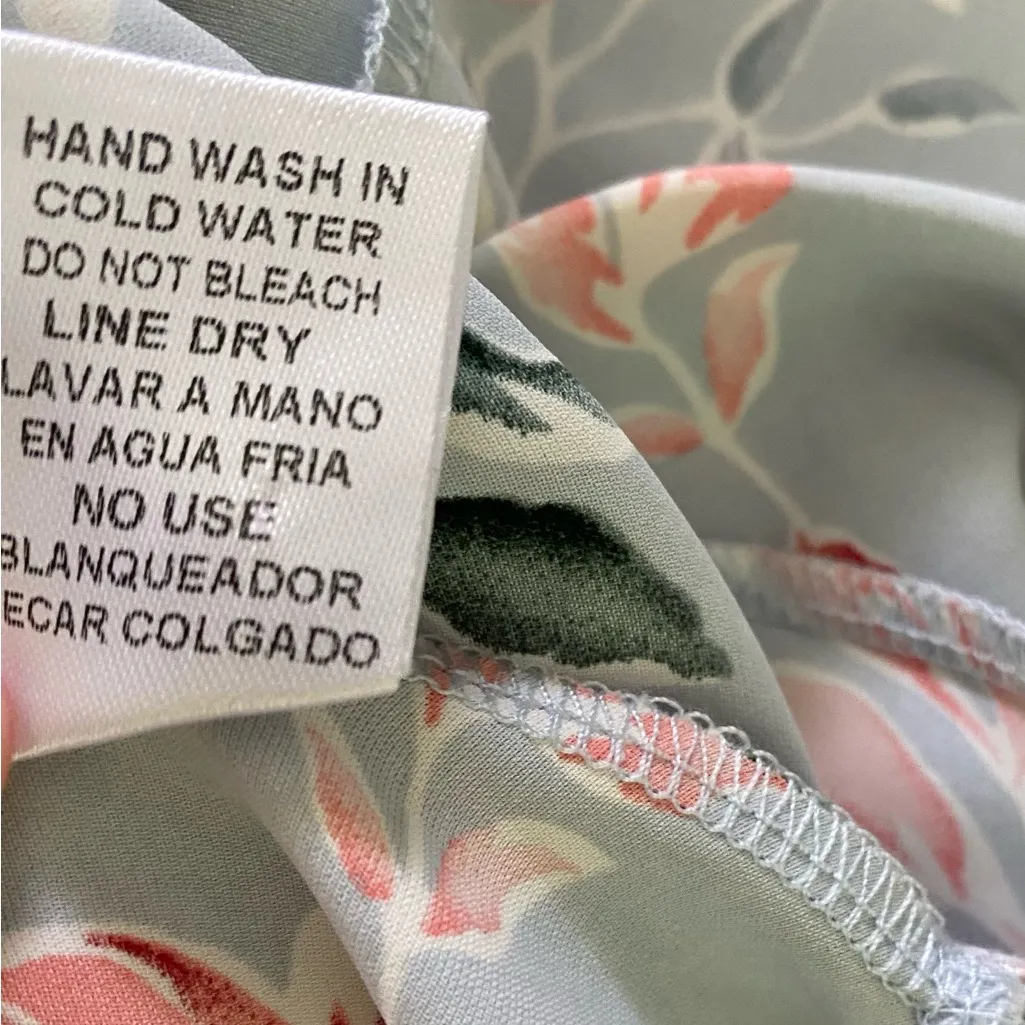 HAND WASH IN
COLD WATER
DO NOT BLEACH
LINE DRY
LAVAR A MANO
EN AGUA FRIA
NO USE
BLANQUEADOR
ECAR COLGADO